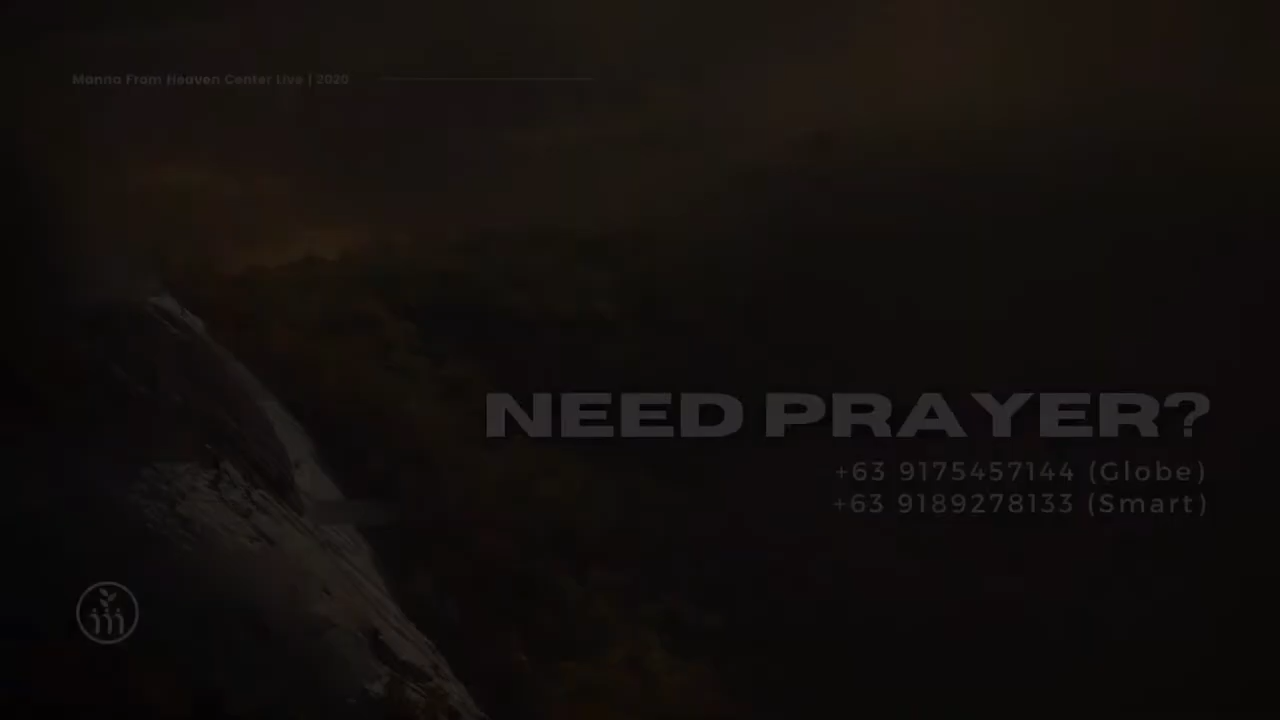 Manna From Heaven Center Live | 2020
NEED PRAYER?
+63 9175457144 (Globe)
+63 9189278133 (Smart)